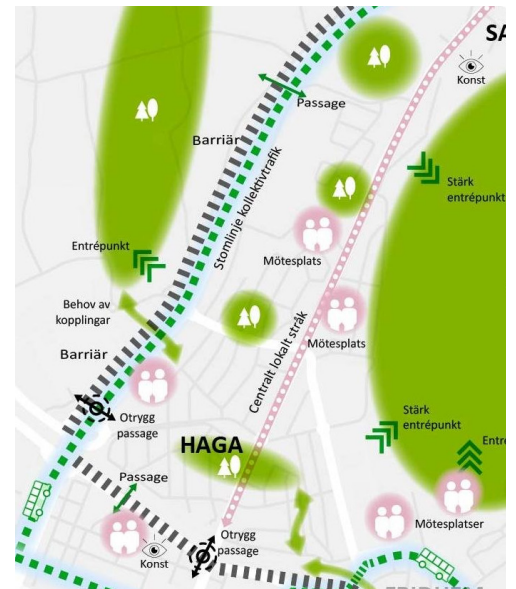 SA
Konst
Passage
Barriär
Stomlinje kollektivtrafik
Stärk
entrépunkt
Entrépunkt
Mötesplats
Behov av
kopplingar
Mötesplats
Barriär
Centralt lokalt stråk
Otrygg
passage
Stärk
entrépunkt
HAGA
Entré
Passage
Mötesplatser
Otrygg
passage
Konst